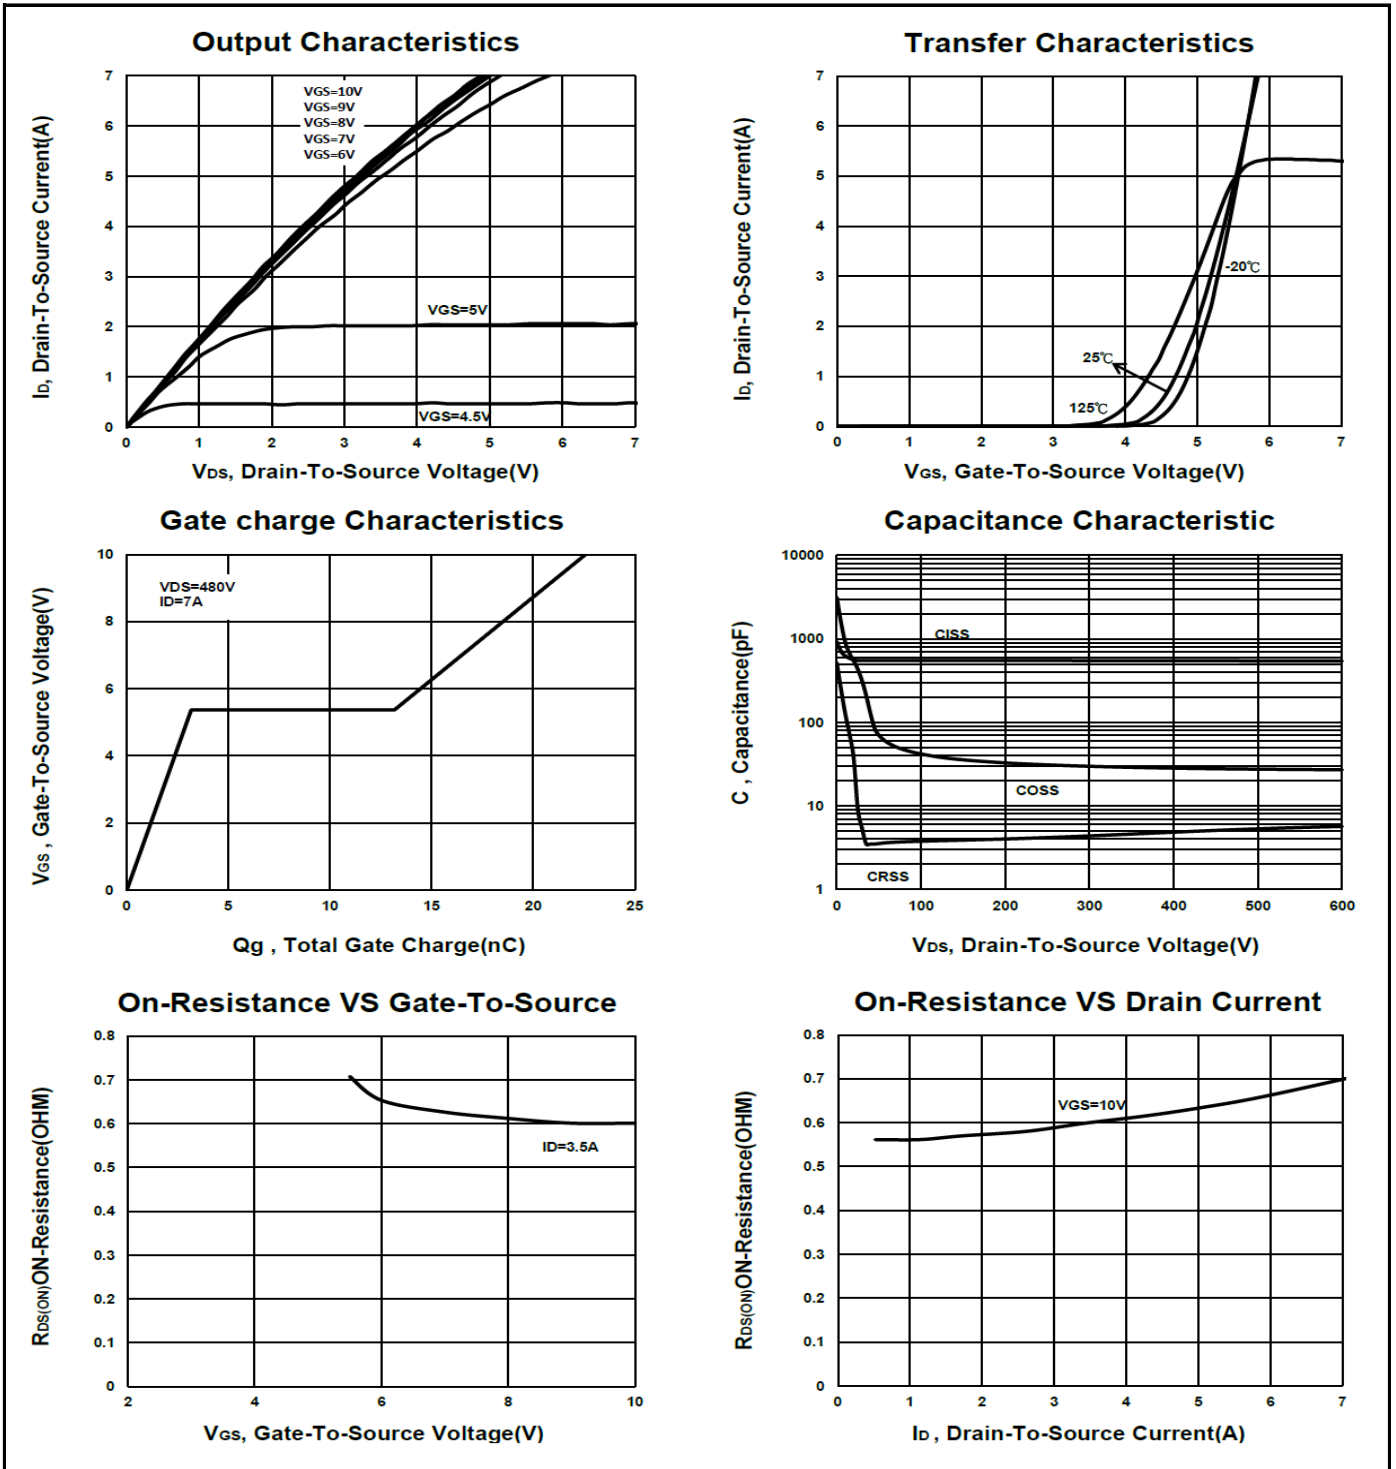 Output Characteristics
ID, Drain-To-Source Current(A)
7
6
5
4
3
2
1
0
VGS=10V
VGS=9V
VGS=8V
VGS=7V
VGS=6V
VGS=5V
VGS=4.5V
0 1 2 3 4 5 6 7
VDS, Drain-To-Source Voltage(V)
Transfer Characteristics
ID, Drain-To-Source Current(A)
7
6
5
4
3
2
1
0
-20℃
25℃
125℃
0 1 2 3 4 5 6 7
VGS, Gate-To-Source Voltage(V)
Gate charge Characteristics
VGS , Gate-To-Source Voltage(V)
10
8
6
4
2
0
VDS=480V
ID=7A
0 5 10 15 20 25
Qg , Total Gate Charge(nC)
Capacitance Characteristic
C , Capacitance(pF)
10000
1000
100
10
1
CISS
COSS
CRSS
0 100 200 300 400 500 600
VDS, Drain-To-Source Voltage(V)
On-Resistance VS Gate-To-Source
RDS(ON)ON-Resistance(OHM)
0.8
0.7
0.6
0.5
0.4
0.3
0.2
0.1
0
ID=3.5A
2 4 6 8 10
VGS, Gate-To-Source Voltage(V)
On-Resistance VS Drain Current
RDS(ON)ON-Resistance(OHM)
0.8
0.7
0.6
0.5
0.4
0.3
0.2
0.1
0
VGS=10V
0 1 2 3 4 5 6 7
ID , Drain-To-Source Current(A)